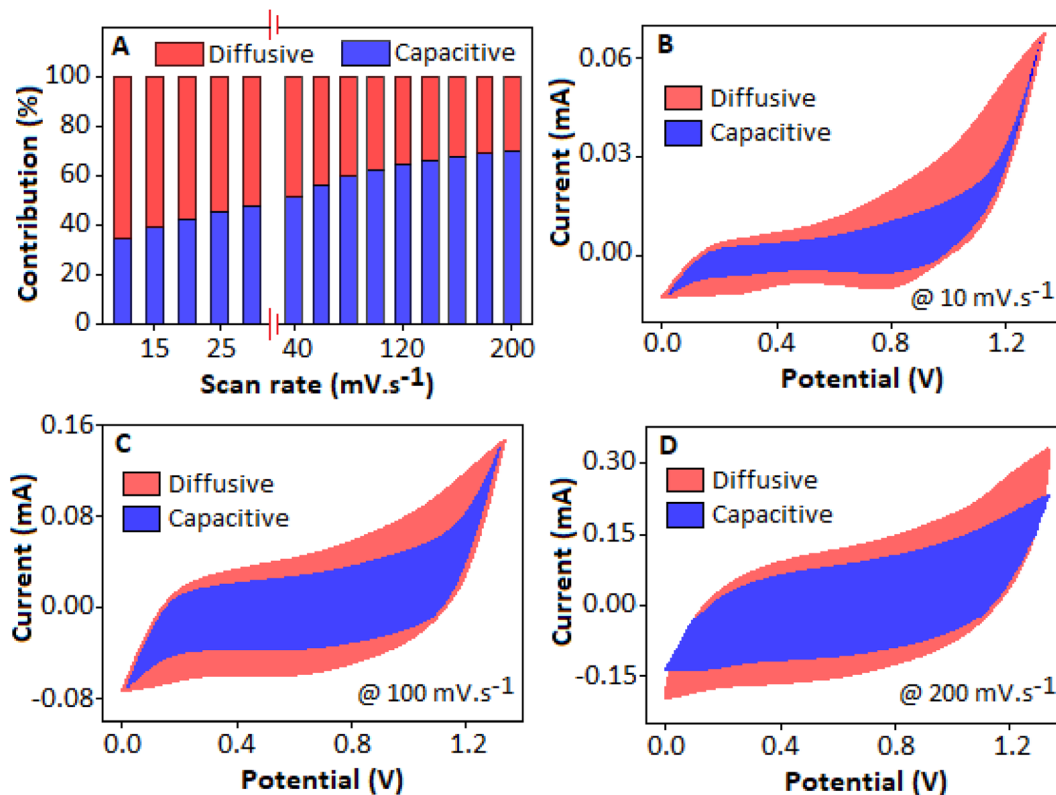 A
Diffusive Capacitive
Contribution (%)
100
80
60
40
20
0
15 25 40 120 200
Scan rate (mV.s⁻¹)
B
Diffusive
Capacitive
Current (mA)
0.06
0.03
0.00
@ 10 mV.s⁻¹
0.0 0.4 0.8 1.2
Potential (V)
C
Diffusive
Capacitive
Current (mA)
0.16
0.08
0.00
-0.08
@ 100 mV.s⁻¹
0.0 0.4 0.8 1.2
Potential (V)
D
Diffusive
Capacitive
Current (mA)
0.30
0.15
0.00
-0.15
@ 200 mV.s⁻¹
0.0 0.4 0.8 1.2
Potential (V)